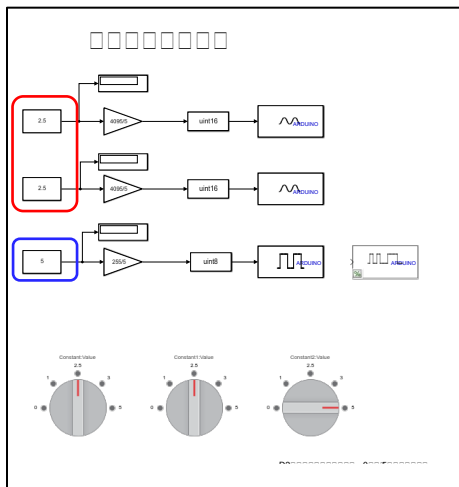 2.5
4095/5
uint16
ARDUINO
2.5
4095/5
uint16
ARDUINO
5
255/5
uint8
ARDUINO
Constant:Value
0 1 2.5 3 5
Constant1:Value
0 1 2.5 3 5
Constant2:Value
0 1 2.5 3 5